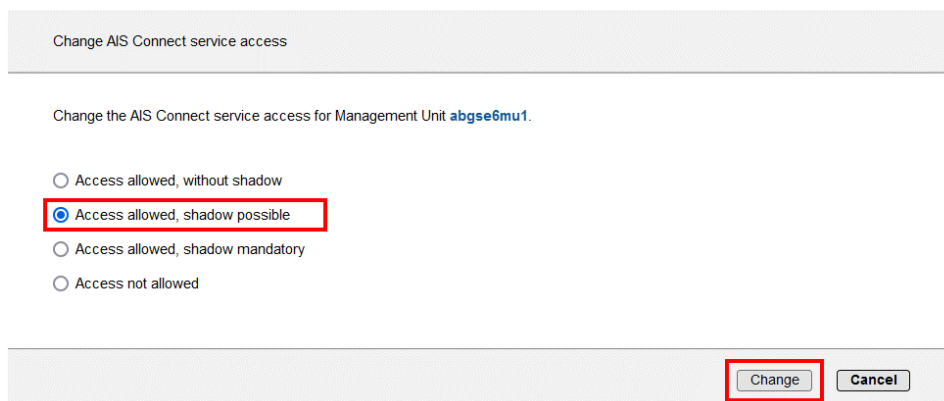 Change AIS Connect service access
Change the AIS Connect service access for Management Unit abgse6mu1.
Access allowed, without shadow
Access allowed, shadow possible
Access allowed, shadow mandatory
Access not allowed
Change Cancel